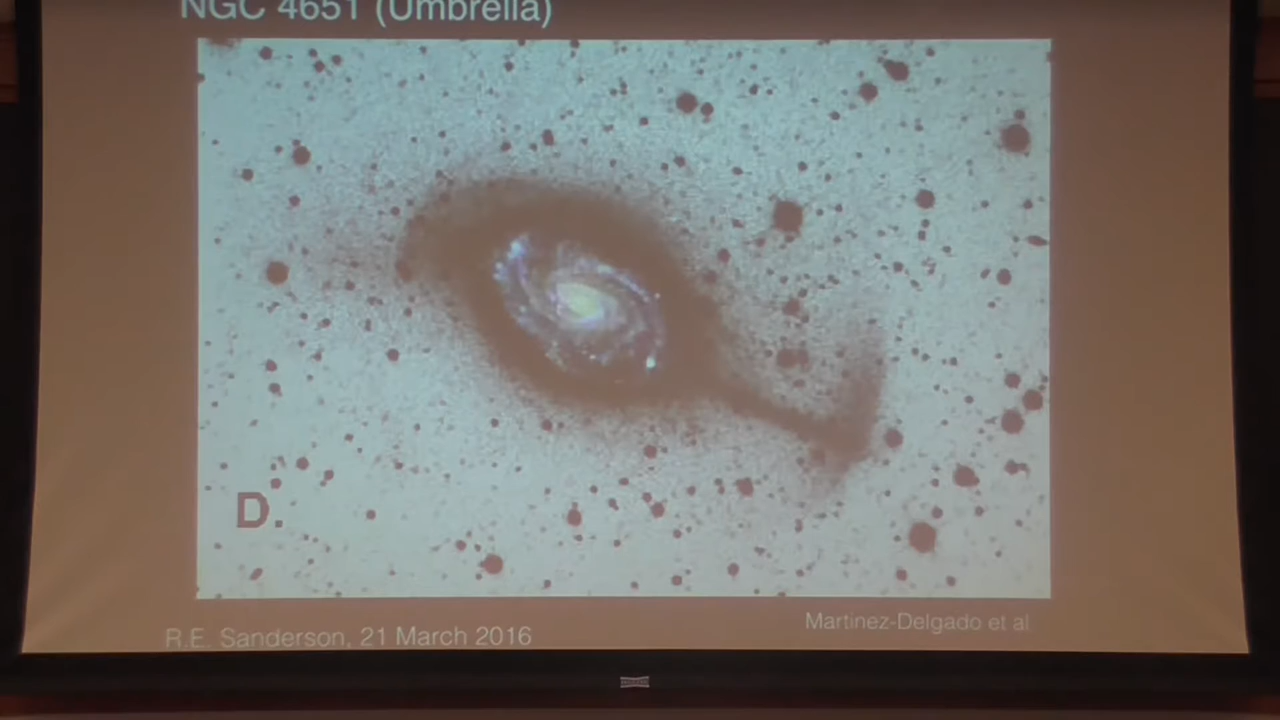 NGC 4651 (Umbrella)
D.
Martinez-Delgado et al
R.E. Sanderson, 21 March 2016